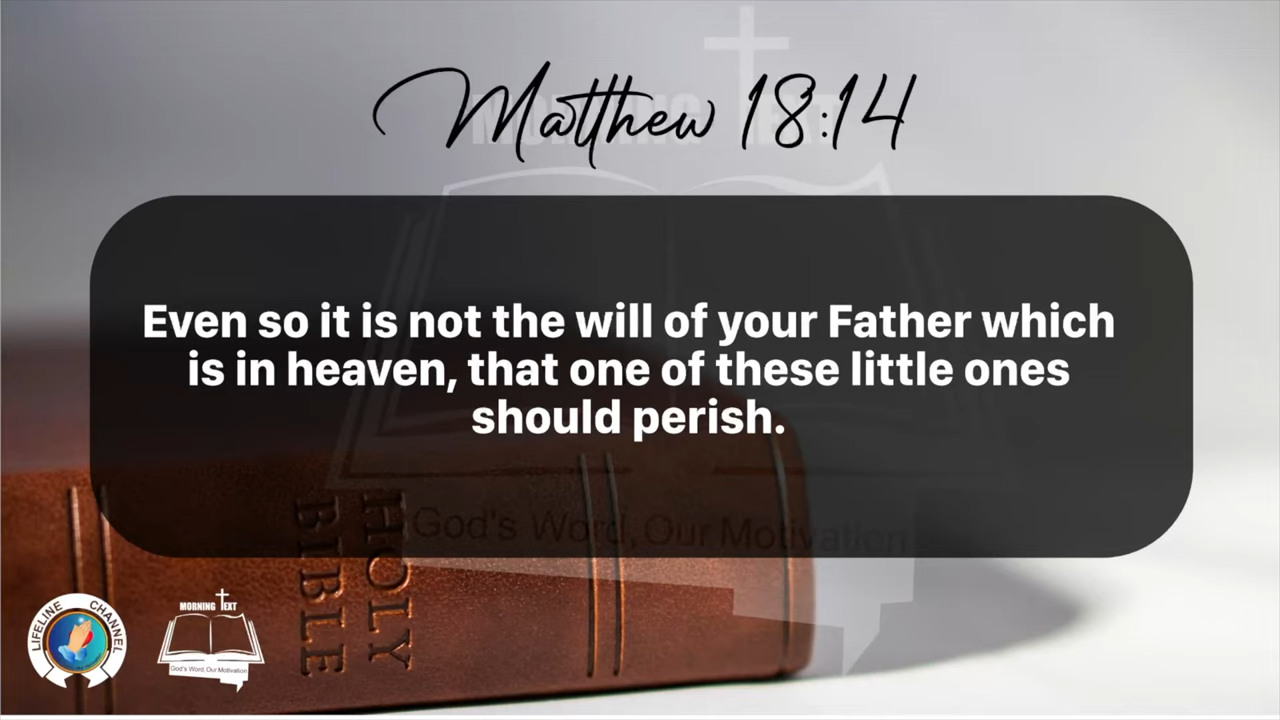 Matthew 18:14
MORNING TEXT
Even so it is not the will of your Father which
is in heaven, that one of these little ones
should perish.
God's Word, Our Motivation
HOLY
BIBLE
LIFELINE CHANNEL
MORNING TEXT
God's Word, Our Motivation